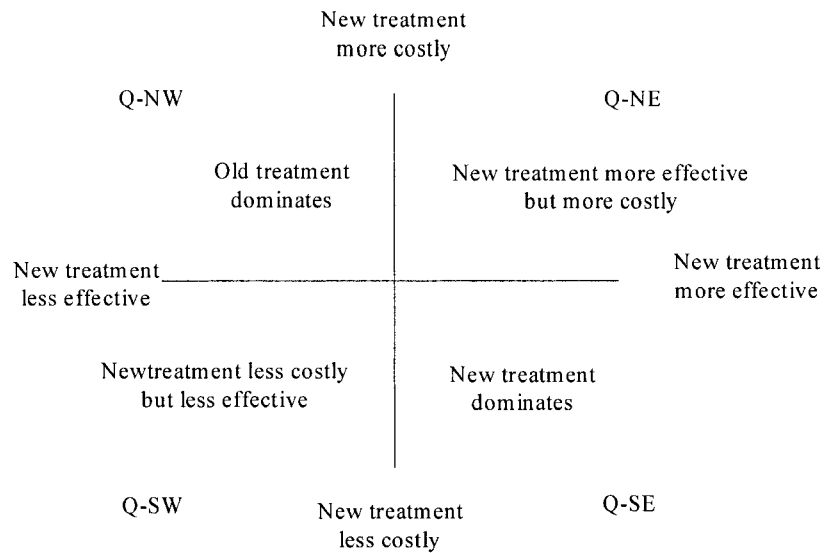 New treatment
more costly
Q-NW
Q-NE
Old treatment
dominates
New treatment more effective
but more costly
New treatment
less effective
New treatment
more effective
Newtreatment less costly
but less effective
New treatment
dominates
Q-SW
New treatment
less costly
Q-SE